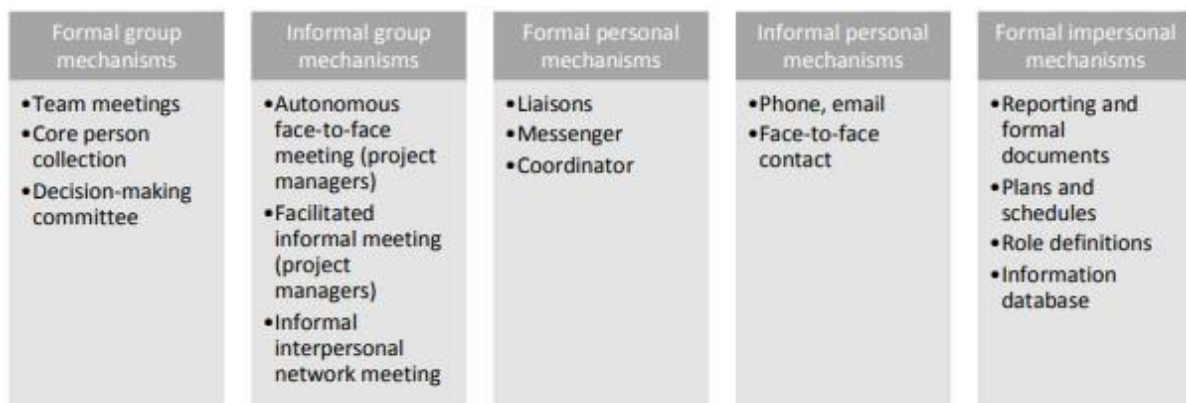 Formal group
mechanisms
•Team meetings
•Core person
collection
•Decision-making
committee
Informal group
mechanisms
•Autonomous
face-to-face
meeting (project
managers)
•Facilitated
informal meeting
(project
managers)
•Informal
interpersonal
network meeting
Formal personal
mechanisms
•Liaisons
•Messenger
•Coordinator
Informal personal
mechanisms
•Phone, email
•Face-to-face
contact
Formal impersonal
mechanisms
•Reporting and
formal
documents
•Plans and
schedules
•Role definitions
•Information
database